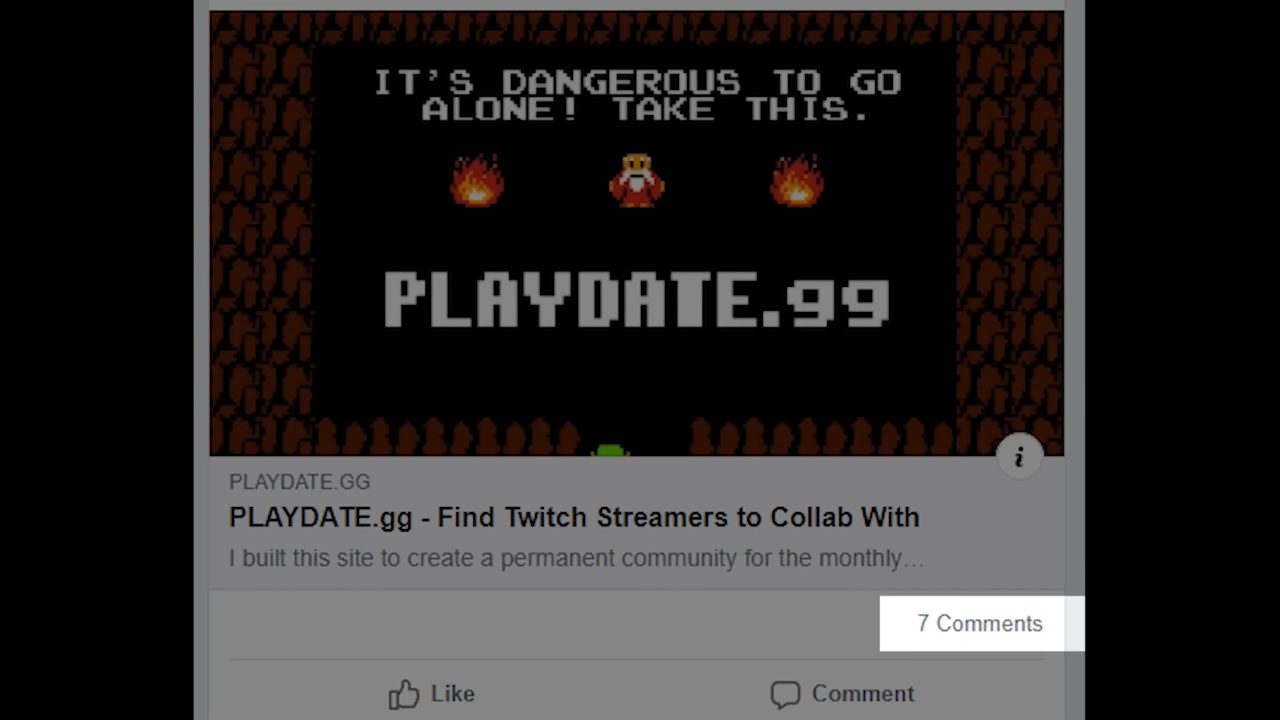 IT'S DANGEROUS TO GO
ALONE! TAKE THIS.
PLAYDATE.gg
i
PLAYDATE.GG
PLAYDATE.gg - Find Twitch Streamers to Collab With
I built this site to create a permanent community for the monthly…
7 Comments
Like
Comment